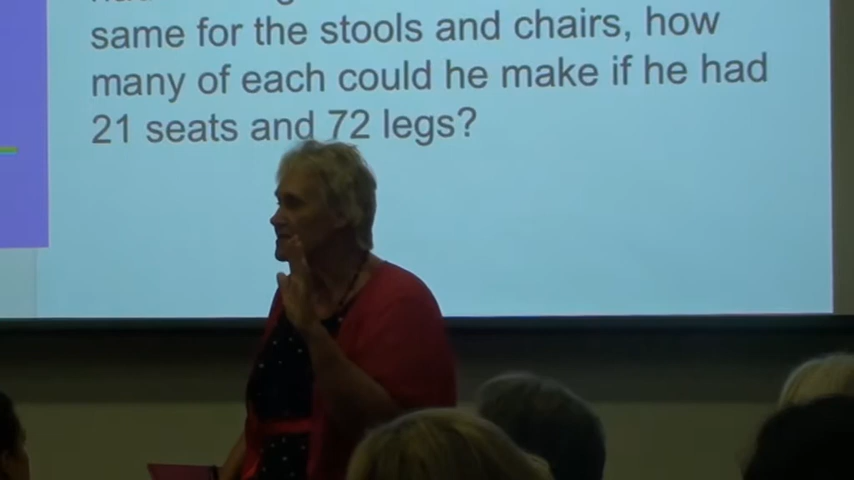 same for the stools and chairs, how
many of each could he make if he had
21 seats and 72 legs?